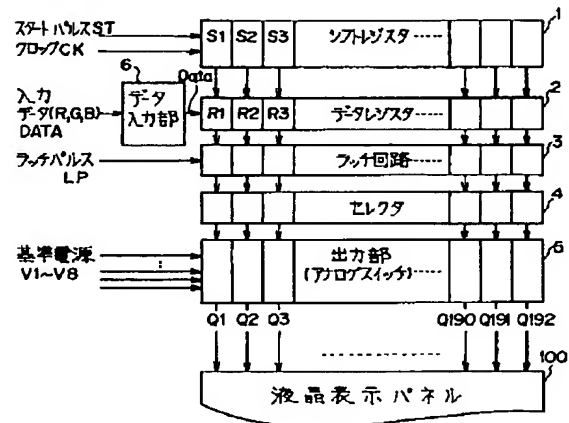 スタートパルスST
クロックCK
S1 S2 S3 シフトレジスタ
1
6
Data
入力
データ(R,G,B)
DATA
データ
入力部
R1 R2 R3 データレジスタ
2
ラッチパルス
LP
ラッチ回路
3
セレクタ
4
基準電源
V1~V8
出力部
(アナログスイッチ)
5
Q1 Q2 Q3 Q190 Q191 Q192
100
液晶表示パネル